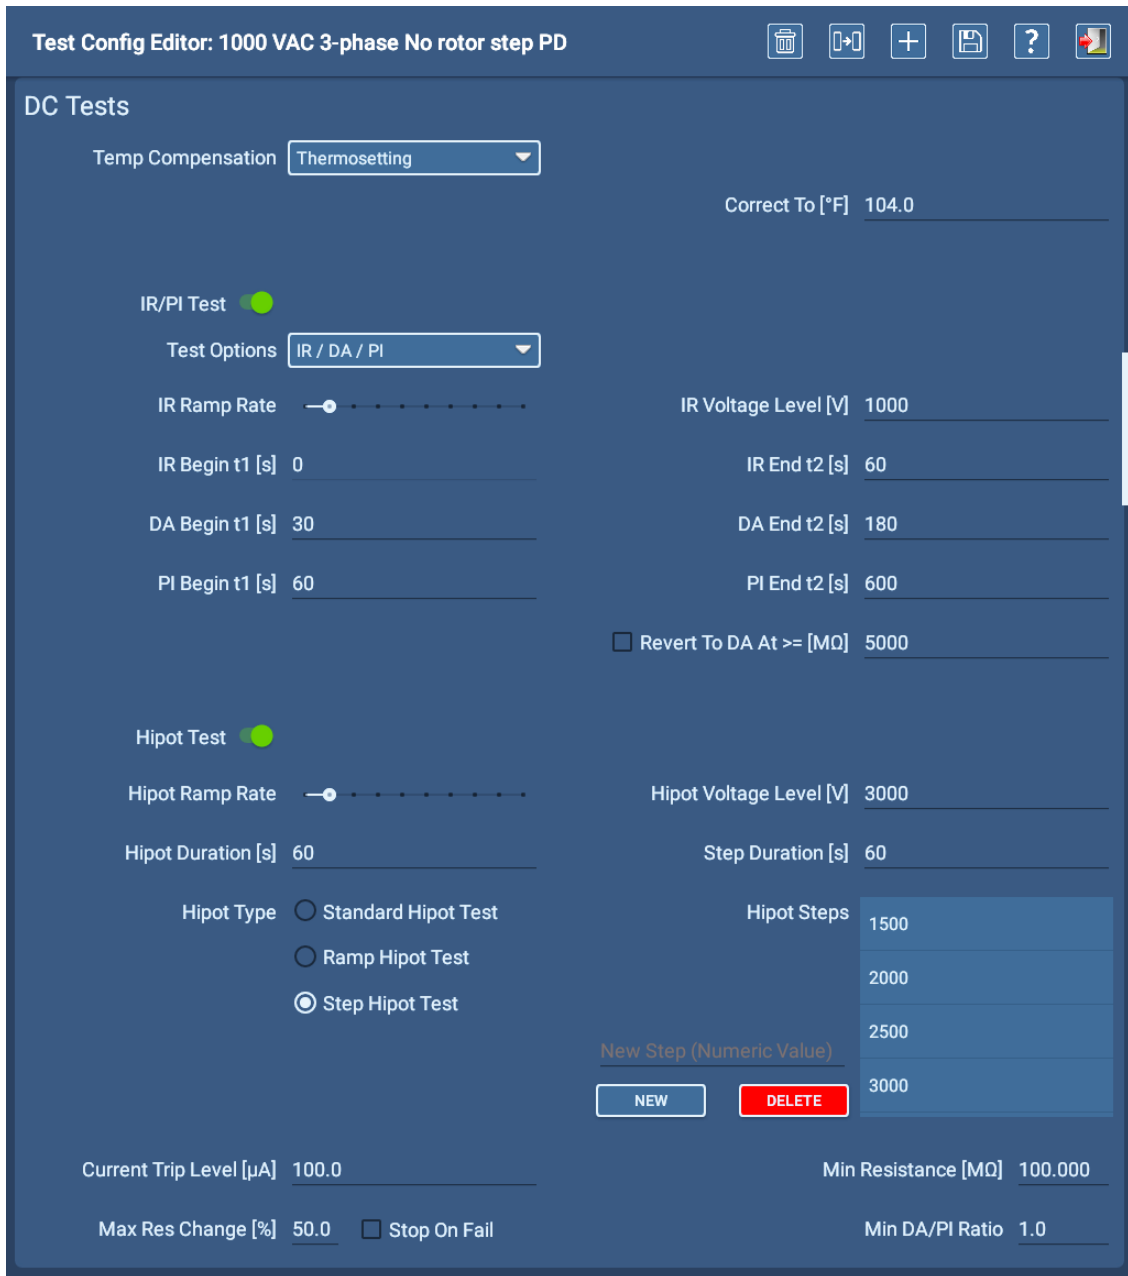 Test Config Editor: 1000 VAC 3-phase No rotor step PD
DC Tests
Temp Compensation Thermosetting
Correct To [°F] 104.0
IR/PI Test
Test Options IR / DA / PI
IR Ramp Rate IR Voltage Level [V] 1000
IR Begin t1 [s] 0 IR End t2 [s] 60
DA Begin t1 [s] 30 DA End t2 [s] 180
PI Begin t1 [s] 60 PI End t2 [s] 600
Revert To DA At >= [MΩ] 5000
Hipot Test
Hipot Ramp Rate Hipot Voltage Level [V] 3000
Hipot Duration [s] 60 Step Duration [s] 60
Hipot Type Standard Hipot Test Hipot Steps 1500
Ramp Hipot Test 2000
Step Hipot Test
New Step (Numeric Value) 2500
NEW DELETE 3000
Current Trip Level [µA] 100.0 Min Resistance [MΩ] 100.000
Max Res Change [%] 50.0 Stop On Fail Min DA/PI Ratio 1.0